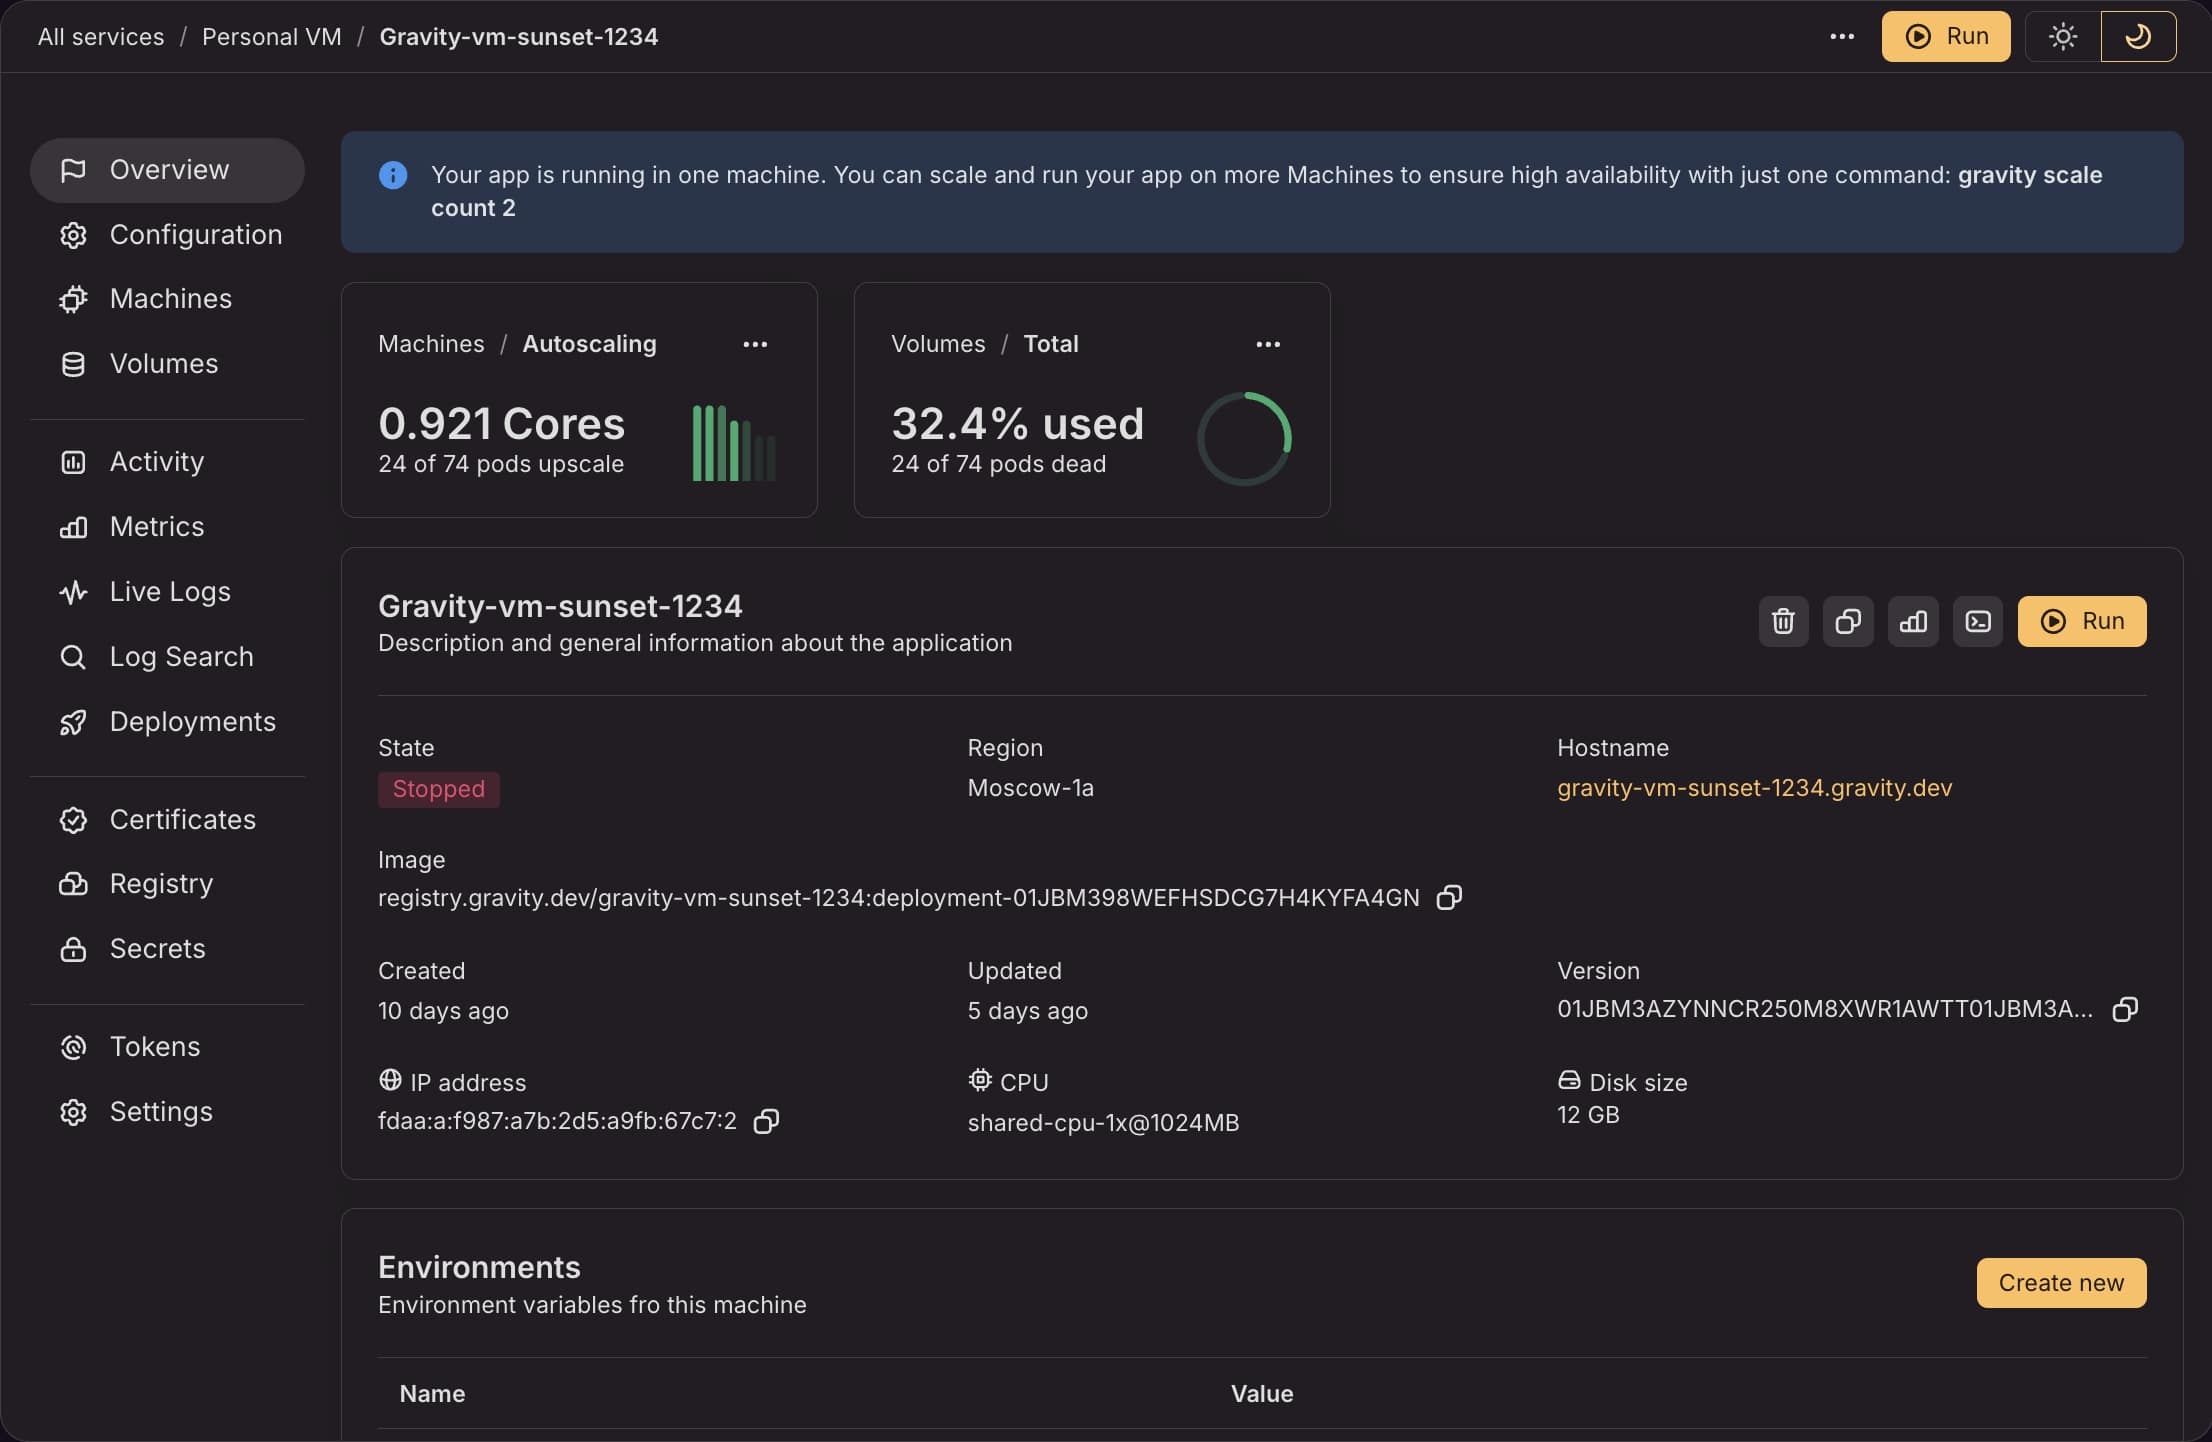 All services / Personal VM / Gravity-vm-sunset-1234
Run
Overview
Configuration
Machines
Volumes
Activity
Metrics
Live Logs
Log Search
Deployments
Certificates
Registry
Secrets
Tokens
Settings
Your app is running in one machine. You can scale and run your app on more Machines to ensure high availability with just one command: gravity scale
count 2
Machines / Autoscaling
0.921 Cores
24 of 74 pods upscale
Volumes / Total
32.4% used
24 of 74 pods dead
Gravity-vm-sunset-1234
Description and general information about the application
Run
State
Stopped
Region
Moscow-1a
Hostname
gravity-vm-sunset-1234.gravity.dev
Image
registry.gravity.dev/gravity-vm-sunset-1234:deployment-01JBM398WEFHSDCG7H4KYFA4GN
Created
10 days ago
Updated
5 days ago
Version
01JBM3AZYNNCR250M8XWR1AWTT01JBM3A...
IP address
fdaa:a:f987:a7b:2d5:a9fb:67c7:2
CPU
shared-cpu-1x@1024MB
Disk size
12 GB
Environments
Environment variables fro this machine
Create new
Name
Value